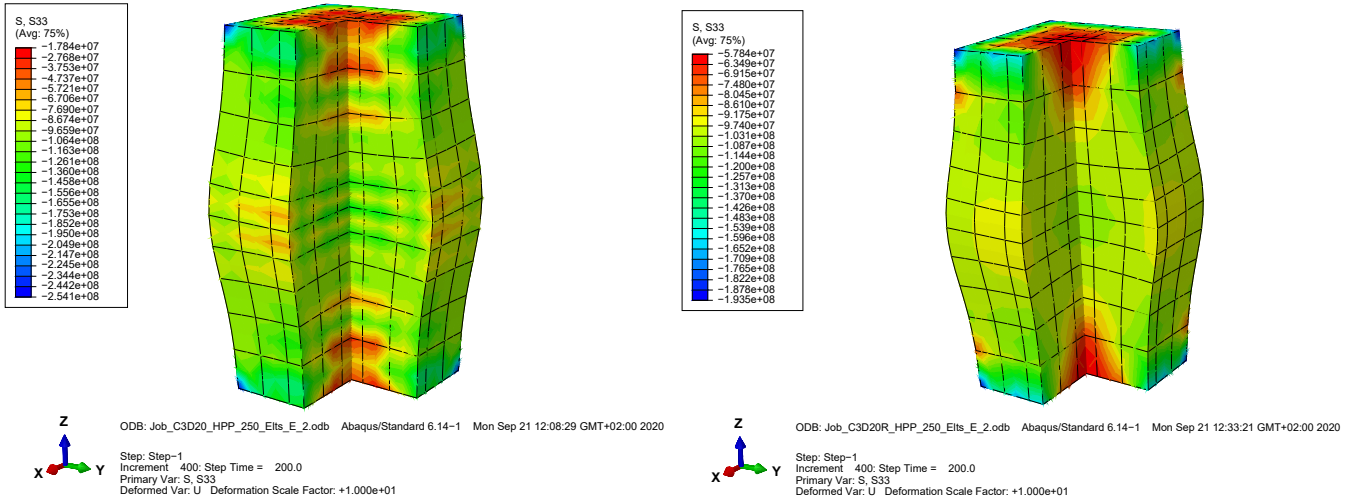 S, S33
(Avg: 75%)
−1.784e+07
−2.768e+07
−3.753e+07
−4.737e+07
−5.721e+07
−6.706e+07
−7.690e+07
−8.674e+07
−9.659e+07
−1.064e+08
−1.163e+08
−1.261e+08
−1.360e+08
−1.458e+08
−1.556e+08
−1.655e+08
−1.753e+08
−1.852e+08
−1.950e+08
−2.049e+08
−2.147e+08
−2.245e+08
−2.344e+08
−2.442e+08
−2.541e+08
Z
X
Y
ODB: Job_C3D20_HPP_250_Elts_E_2.odb Abaqus/Standard 6.14−1 Mon Sep 21 12:08:29 GMT+02:00 2020
Step: Step−1
Increment 400: Step Time = 200.0
Primary Var: S, S33
Deformed Var: U Deformation Scale Factor: +1.000e+01
S, S33
(Avg: 75%)
−5.784e+07
−6.349e+07
−6.915e+07
−7.480e+07
−8.045e+07
−8.610e+07
−9.175e+07
−9.740e+07
−1.031e+08
−1.087e+08
−1.144e+08
−1.200e+08
−1.257e+08
−1.313e+08
−1.370e+08
−1.426e+08
−1.483e+08
−1.539e+08
−1.596e+08
−1.652e+08
−1.709e+08
−1.765e+08
−1.822e+08
−1.878e+08
−1.935e+08
Z
X
Y
ODB: Job_C3D20R_HPP_250_Elts_E_2.odb Abaqus/Standard 6.14−1 Mon Sep 21 12:33:21 GMT+02:00 2020
Step: Step−1
Increment 400: Step Time = 200.0
Primary Var: S, S33
Deformed Var: U Deformation Scale Factor: +1.000e+01